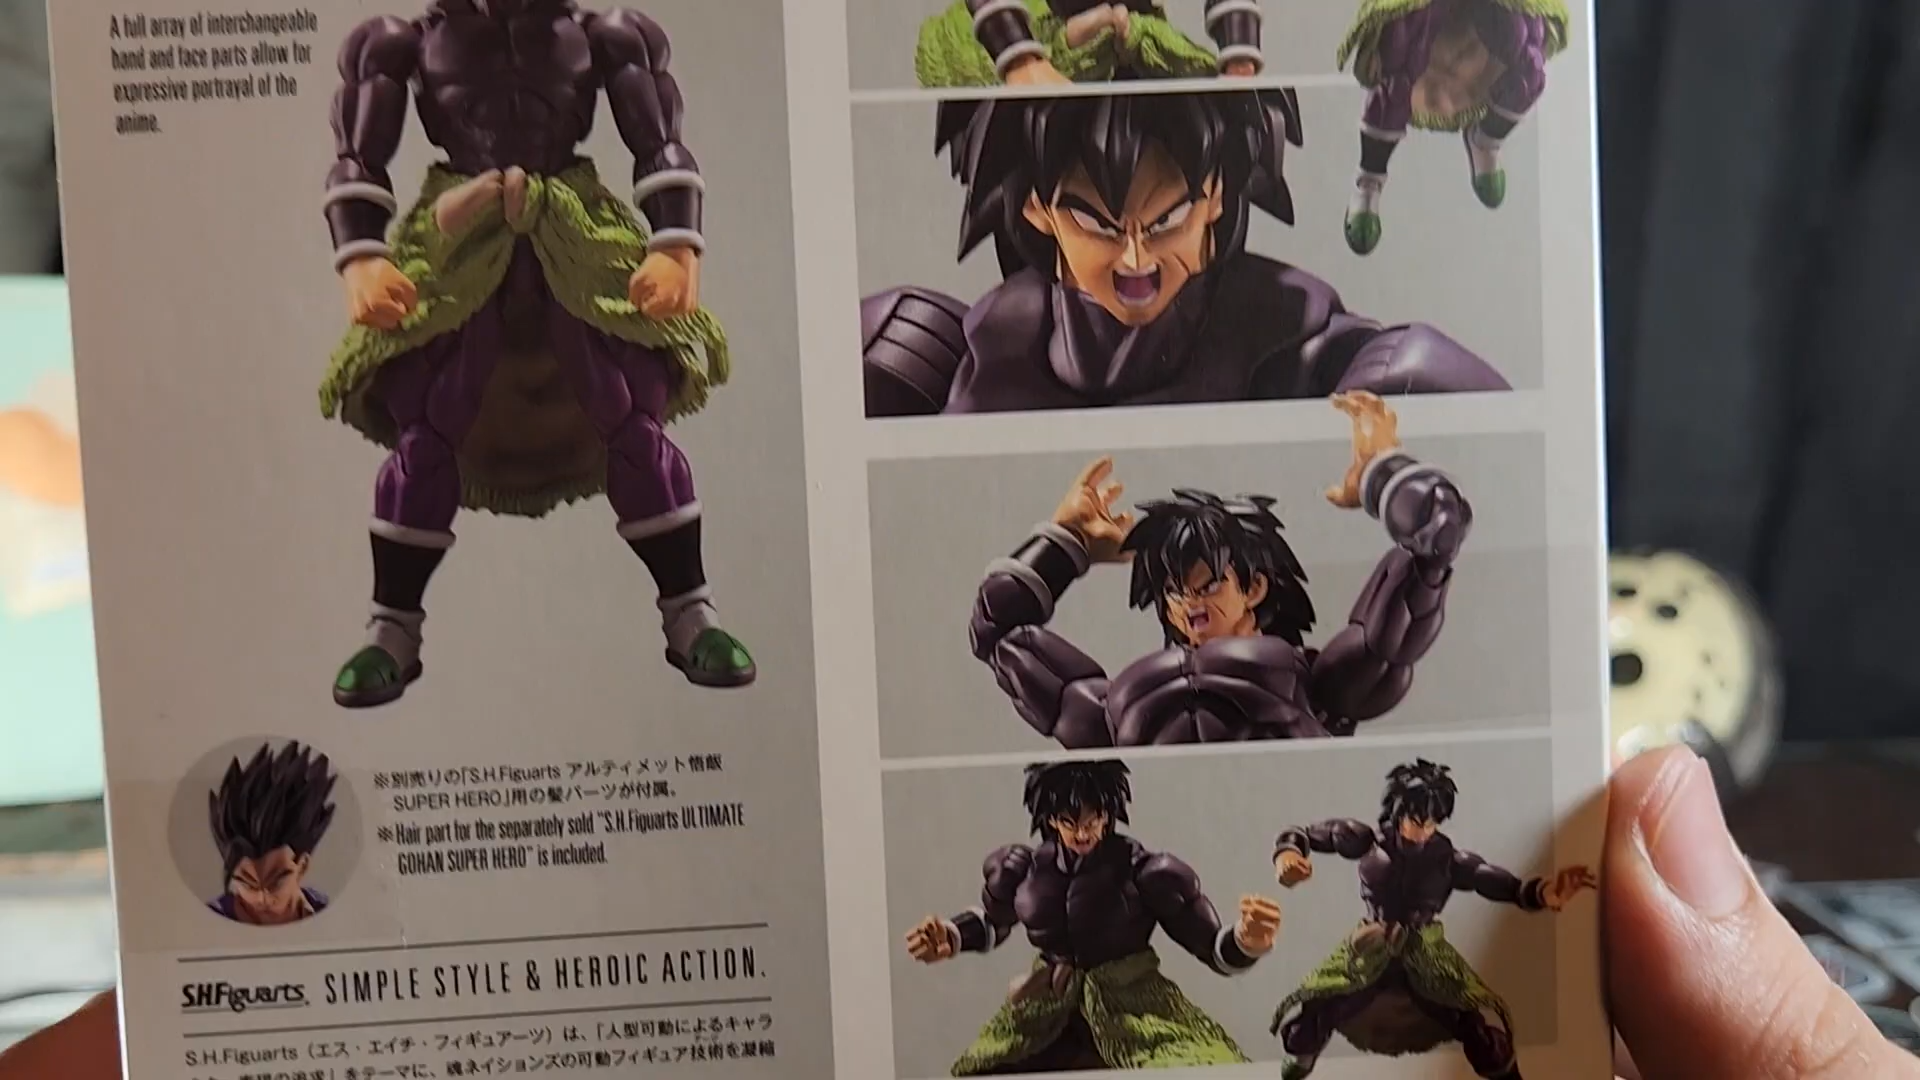 A full array of interchangeable
hand and face parts allow for
expressive portrayal of the
anime.
※別売りの「S.H.Figuarts アルティメット悟飯
SUPER HERO」用の髪パーツが付属。
※Hair part for the separately sold "S.H.Figuarts ULTIMATE
GOHAN SUPER HERO" is included.
S.H.Figuarts. SIMPLE STYLE & HEROIC ACTION.
S.H.Figuarts（エス・エイチ・フィギュアーツ）は、「人型可動によるキャラ
をテーマに、魂ネイションズの可動フィギュア技術を凝縮